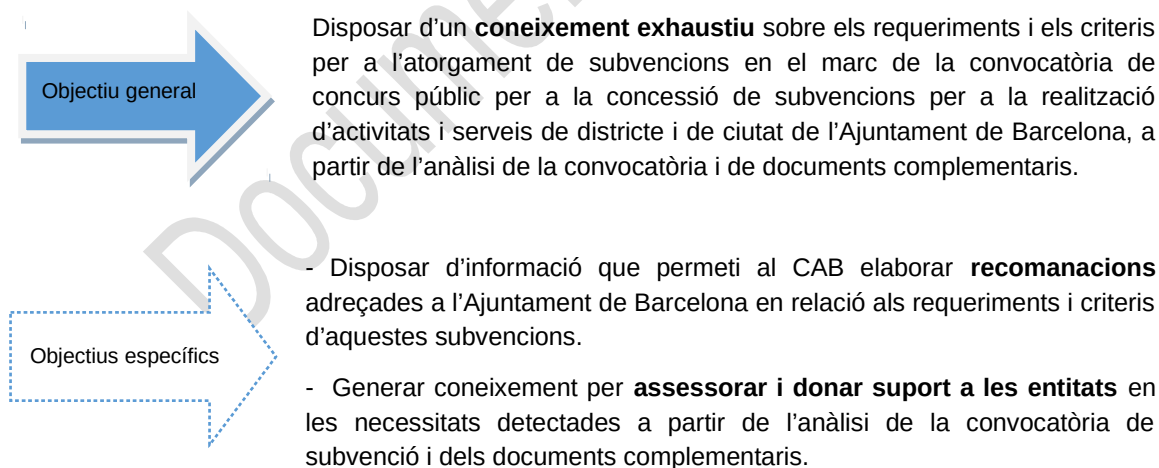 Objectiu general
Disposar d’un coneixement exhaustiu sobre els requeriments i els criteris
per a l’atorgament de subvencions en el marc de la convocatòria de
concurs públic per a la concessió de subvencions per a la realització
d’activitats i serveis de districte i de ciutat de l’Ajuntament de Barcelona, a
partir de l’anàlisi de la convocatòria i de documents complementaris.
Objectius específics
- Disposar d’informació que permeti al CAB elaborar recomanacions
adreçades a l’Ajuntament de Barcelona en relació als requeriments i criteris
d’aquestes subvencions.
- Generar coneixement per assessorar i donar suport a les entitats en
les necessitats detectades a partir de l’anàlisi de la convocatòria de
subvenció i dels documents complementaris.